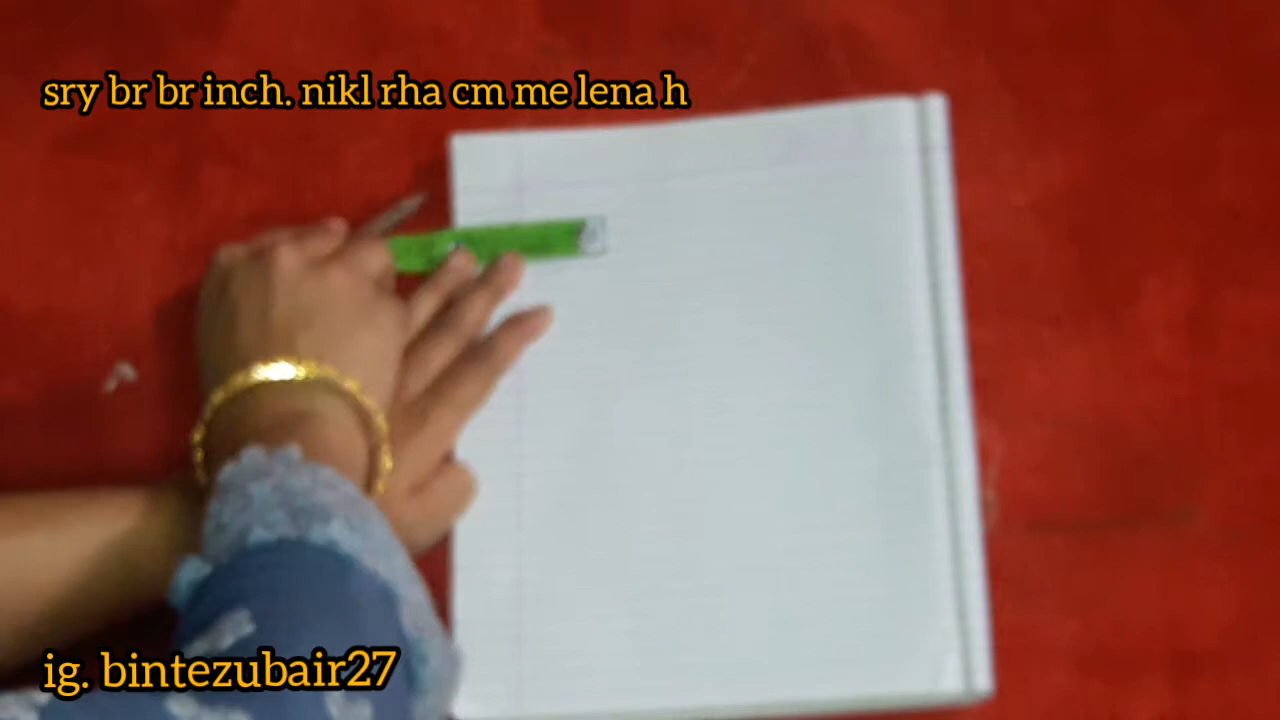 sry br br inch. nikl rha cm me lena h
ig. bintezubair27